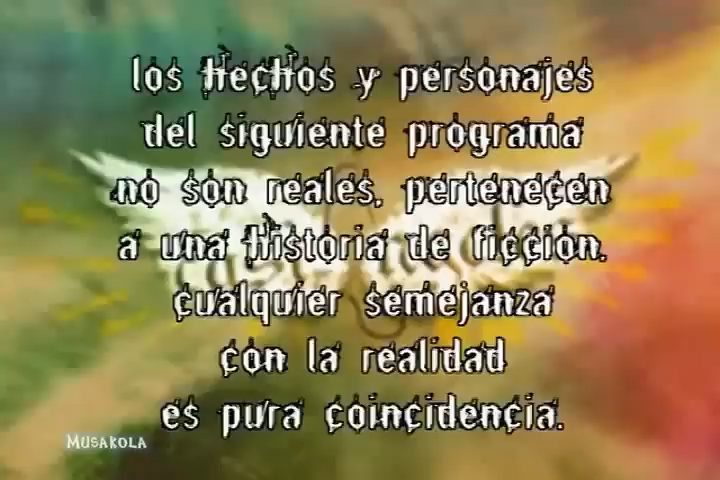 los hechos y personajes
del siguiente programa
no son reales, pertenecen
a una historia de ficción.
cualquier semejanza
con la realidad
es pura coincidencia.
Musakola